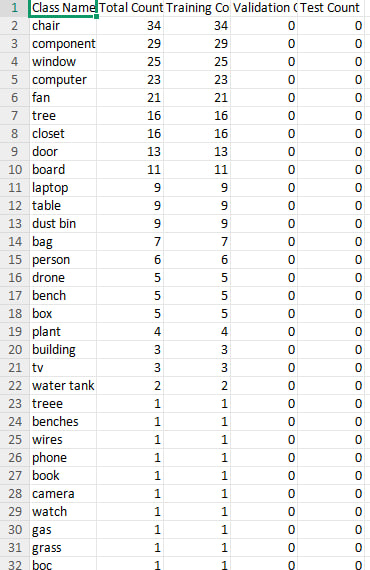 1 Class Name Total Count Training Co Validation C Test Count
2 chair 34 34 0 0
3 component 29 29 0 0
4 window 25 25 0 0
5 computer 23 23 0 0
6 fan 21 21 0 0
7 tree 16 16 0 0
8 closet 16 16 0 0
9 door 13 13 0 0
10 board 11 11 0 0
11 laptop 9 9 0 0
12 table 9 9 0 0
13 dust bin 9 9 0 0
14 bag 7 7 0 0
15 person 6 6 0 0
16 drone 5 5 0 0
17 bench 5 5 0 0
18 box 5 5 0 0
19 plant 4 4 0 0
20 building 3 3 0 0
21 tv 3 3 0 0
22 water tank 2 2 0 0
23 treee 1 1 0 0
24 benches 1 1 0 0
25 wires 1 1 0 0
26 phone 1 1 0 0
27 book 1 1 0 0
28 camera 1 1 0 0
29 watch 1 1 0 0
30 gas 1 1 0 0
31 grass 1 1 0 0
32 boc 1 1 0 0